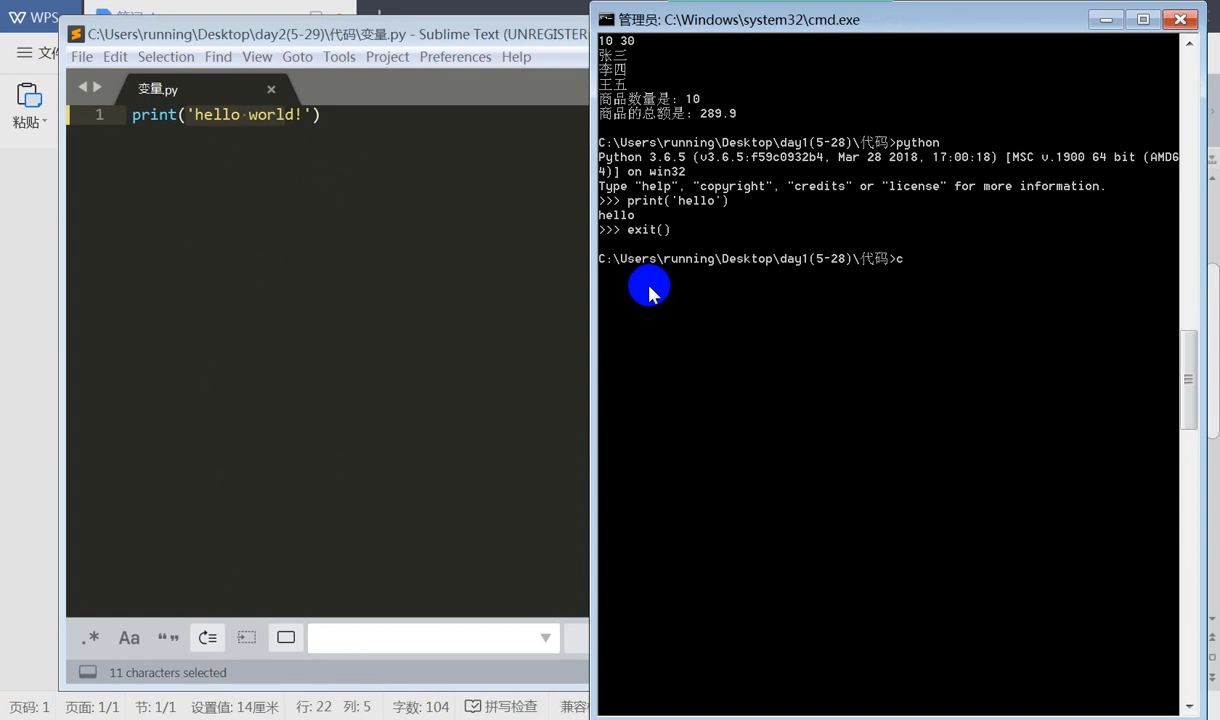 WPS
文件
粘贴
C:\Users\running\Desktop\day2(5-29)\代码\变量.py - Sublime Text (UNREGISTER
File Edit Selection Find View Goto Tools Project Preferences Help
变量.py
1 print('hello world!')
.* Aa “”
11 characters selected
页码: 1 页面: 1/1 节: 1/1 设置值: 14厘米 行: 22 列: 5 字数: 104 拼写检查 兼容
管理员: C:\Windows\system32\cmd.exe
10 30
张三
李四
王五
商品数量是: 10
商品的总额是: 289.9
C:\Users\running\Desktop\day1(5-28)\代码>python
Python 3.6.5 (v3.6.5:f59c0932b4, Mar 28 2018, 17:00:18) [MSC v.1900 64 bit (AMD6
4)] on win32
Type "help", "copyright", "credits" or "license" for more information.
>>> print('hello')
hello
>>> exit()
C:\Users\running\Desktop\day1(5-28)\代码>c